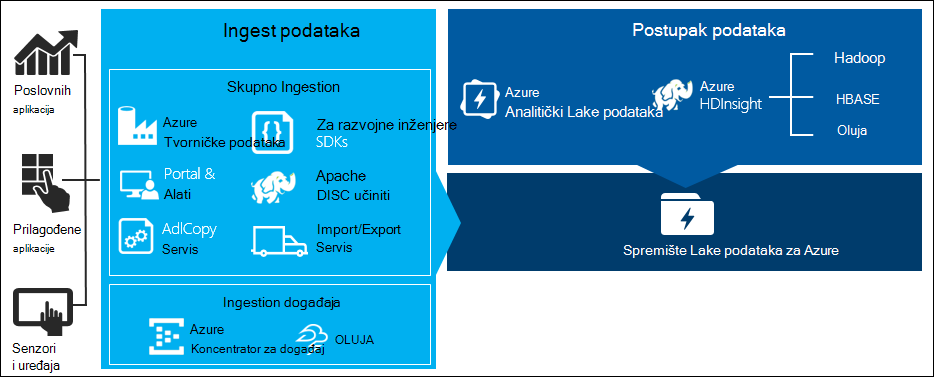 Poslovnih
aplikacija
Prilagođene
aplikacije
Senzori
i uređaja
Ingest podataka
Skupno Ingestion
Azure
Tvorničke podataka
Za razvojne inženjere
SDKs
Portal &
Alati
Apache
DISC učiniti
AdlCopy
Servis
Import/Export
Servis
Ingestion događaja
Azure
Koncentrator za događaj
OLUJA
Postupak podataka
Azure
Analitički Lake podataka
Azure
HDInsight
Hadoop
HBASE
Oluja
Spremište Lake podataka za Azure